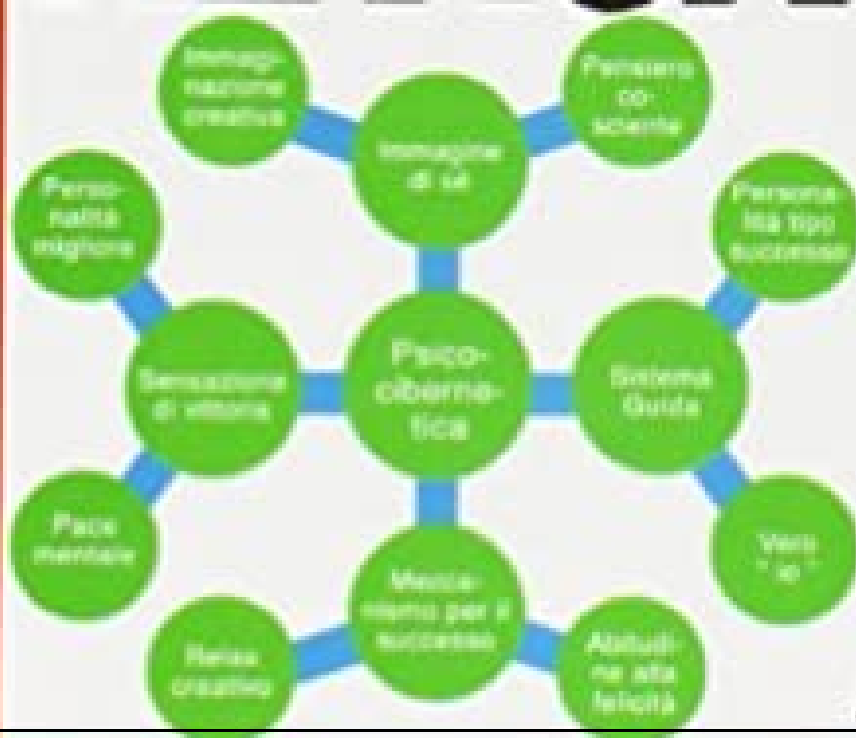 Immagi-
nazione
creativa
Pensiero
co-
sciente
Immagine
di sé
Perso-
nalità
migliore
Persona-
lità tipo
successo
Sensazione
di vittoria
Psico-
ciberne-
tica
Sistema
Guida
Pace
mentale
Vero
"io"
Mecca-
nismo per il
successo
Relax
creativo
Abitudi-
ne alla
felicità